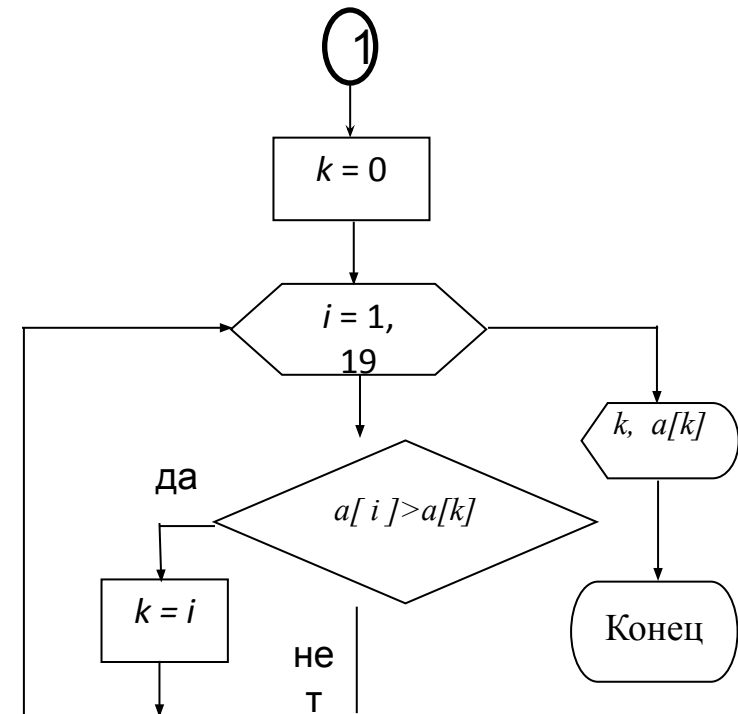 1
k = 0
i = 1,
19
k, a[k]
да
a[ i ]>a[k]
k = i
Конец
не
т